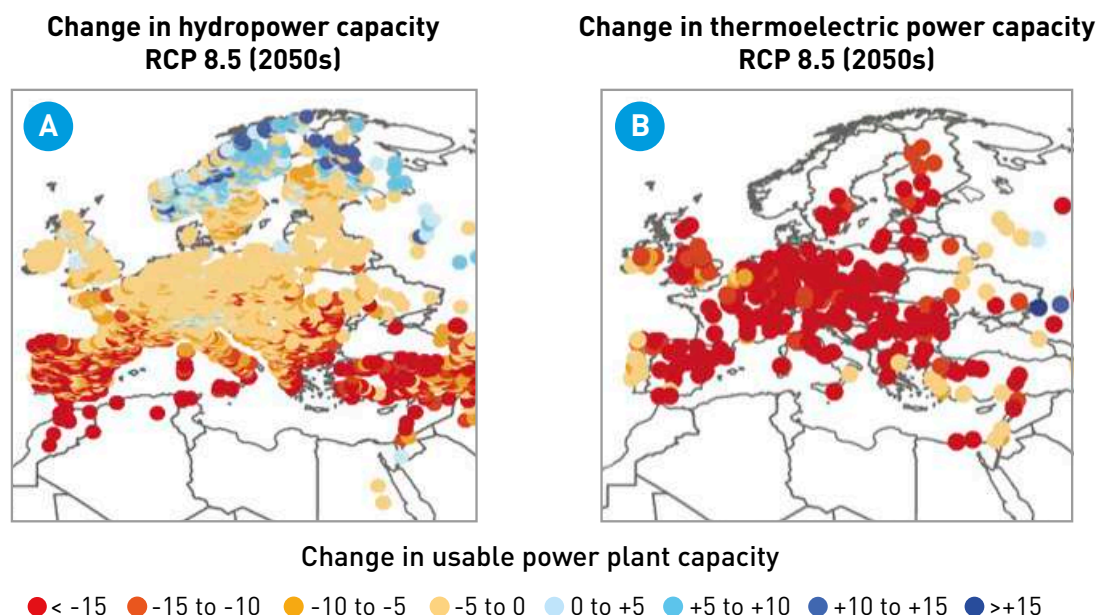 Change in hydropower capacity
RCP 8.5 (2050s)
Change in thermoelectric power capacity
RCP 8.5 (2050s)
A
B
Change in usable power plant capacity
< -15 -15 to -10 -10 to -5 -5 to 0 0 to +5 +5 to +10 +10 to +15 >+15